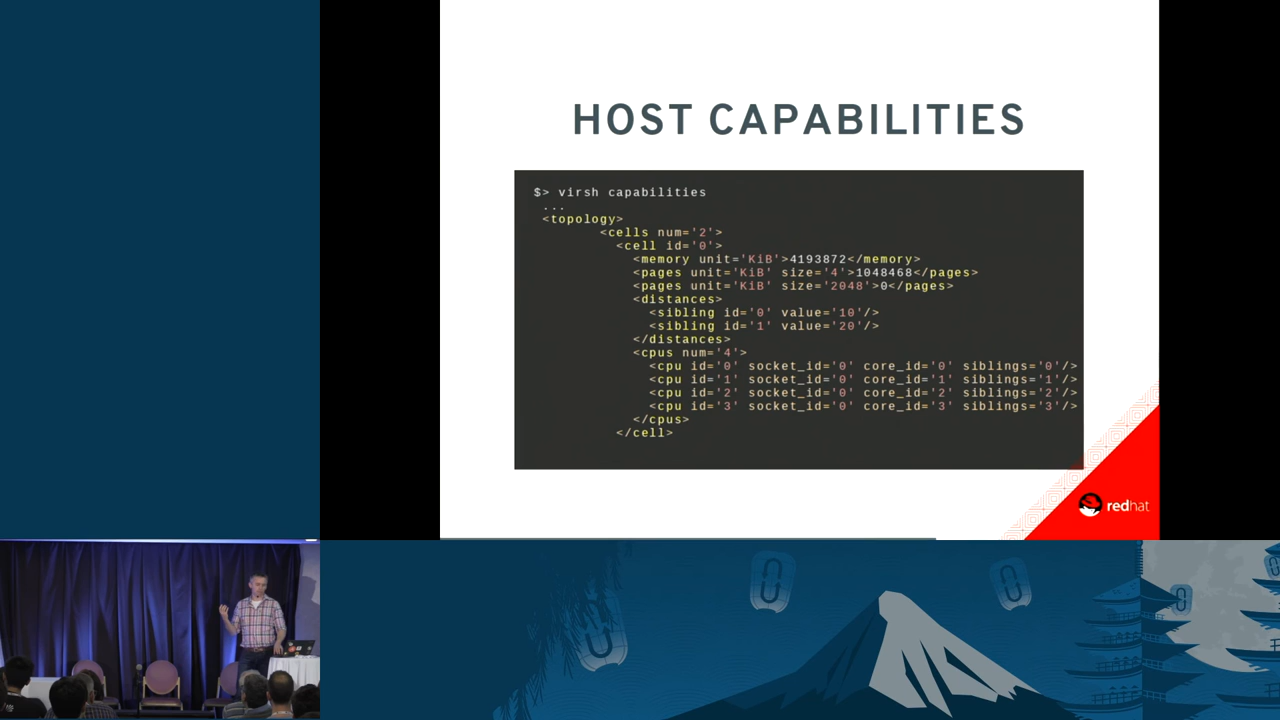 HOST CAPABILITIES
$> virsh capabilities
...
<topology>
<cells num='2'>
<cell id='0'>
<memory unit='KiB'>4193872</memory>
<pages unit='KiB' size='4'>1048468</pages>
<pages unit='KiB' size='2048'>0</pages>
<distances>
<sibling id='0' value='10'/>
<sibling id='1' value='20'/>
</distances>
<cpus num='4'>
<cpu id='0' socket_id='0' core_id='0' siblings='0'/>
<cpu id='1' socket_id='0' core_id='1' siblings='1'/>
<cpu id='2' socket_id='0' core_id='2' siblings='2'/>
<cpu id='3' socket_id='0' core_id='3' siblings='3'/>
</cpus>
</cell>
redhat